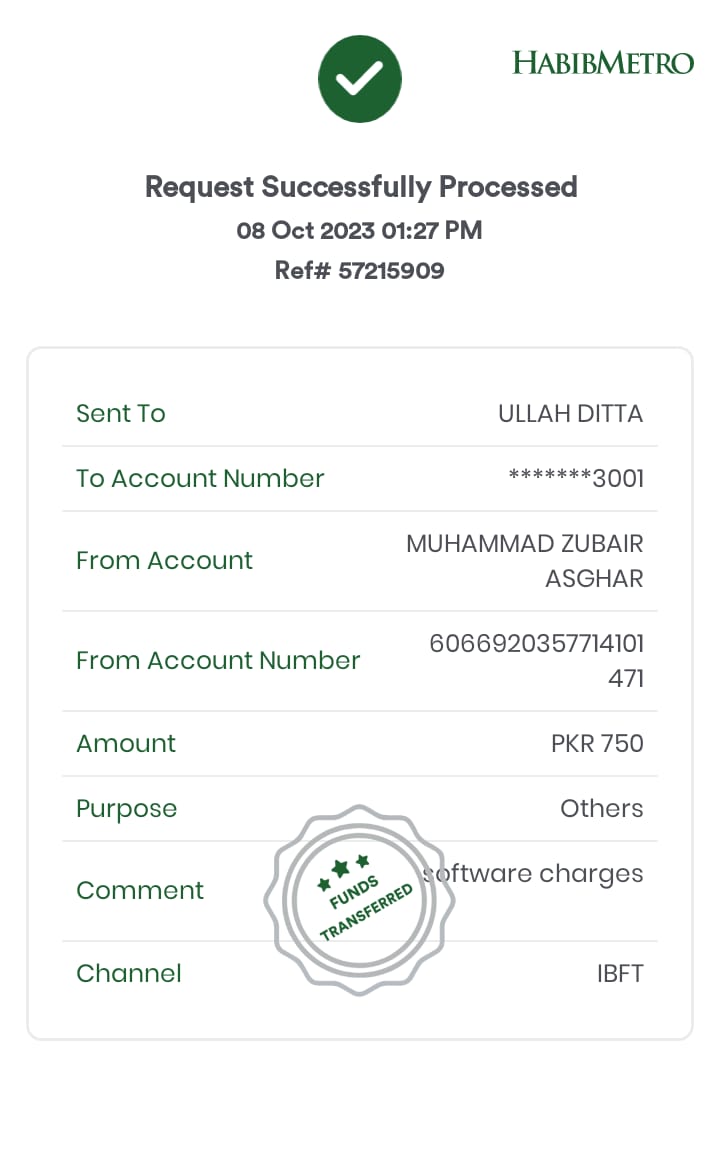 HABIBMETRO
Request Successfully Processed
08 Oct 2023 01:27 PM
Ref# 57215909
Sent To ULLAH DITTA
To Account Number *******3001
From Account MUHAMMAD ZUBAIR
ASGHAR
From Account Number 6066920357714101
471
Amount PKR 750
Purpose Others
Comment software charges
FUNDS
TRANSFERRED
Channel IBFT